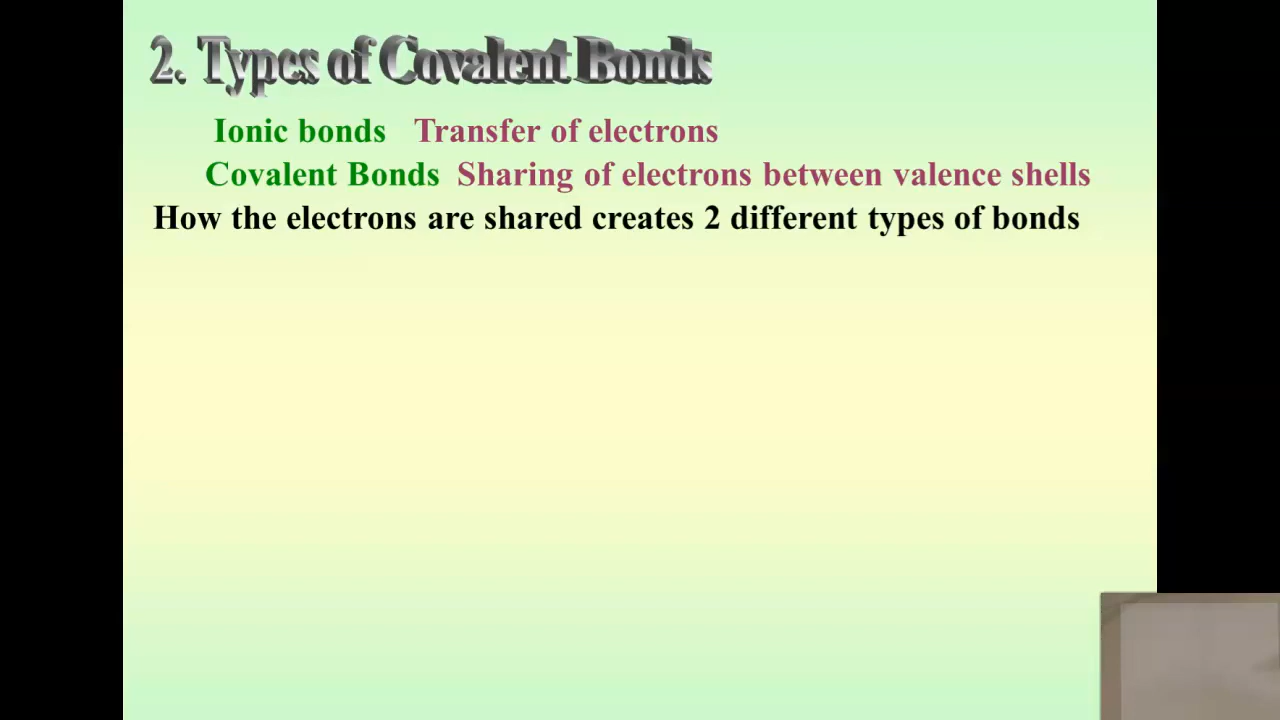 2. Types of Covalent Bonds
Ionic bonds Transfer of electrons
Covalent Bonds Sharing of electrons between valence shells
How the electrons are shared creates 2 different types of bonds